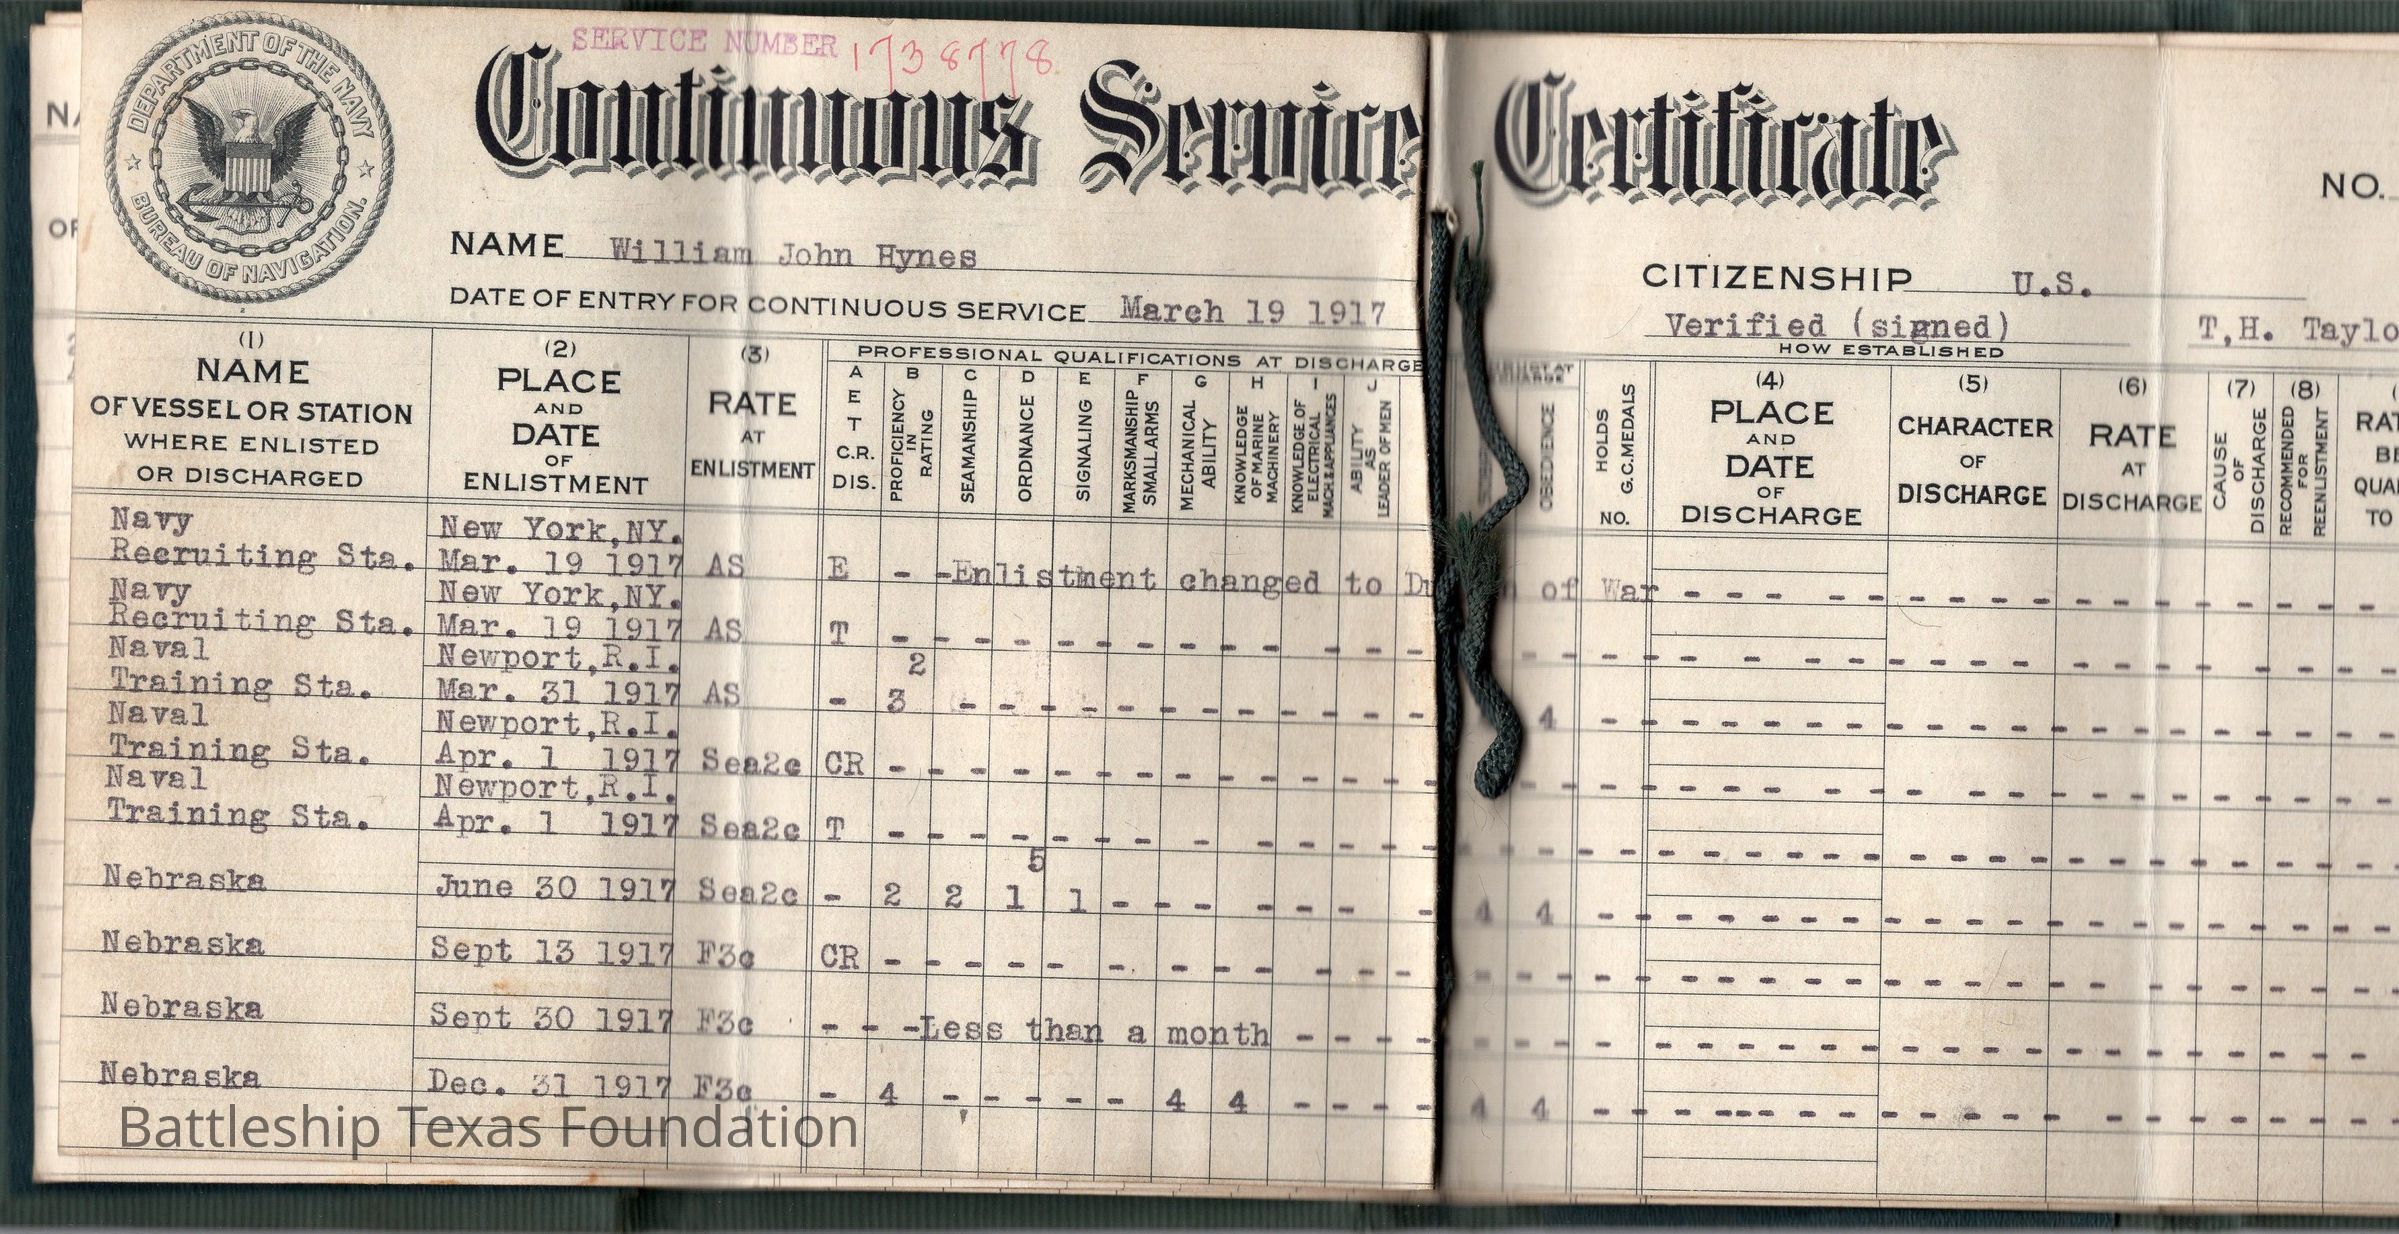 SERVICE NUMBER 1738778
Continuous Service Certificate
DEPARTMENT OF THE NAVY
BUREAU OF NAVIGATION.
NO.
NAME William John Hynes
CITIZENSHIP U.S.
DATE OF ENTRY FOR CONTINUOUS SERVICE March 19 1917
Verified (signed) T,H. Taylo
HOW ESTABLISHED
(1)
NAME
OF VESSEL OR STATION
WHERE ENLISTED
OR DISCHARGED
(2)
PLACE
AND
DATE
OF
ENLISTMENT
(3)
RATE
AT
ENLISTMENT
PROFESSIONAL QUALIFICATIONS AT DISCHARGE
A
E
T
C.R.
DIS.
B
PROFICIENCY
IN
RATING
C
SEAMANSHIP
D
ORDNANCE
E
SIGNALING
F
MARKSMANSHIP
SMALL ARMS
G
MECHANICAL
ABILITY
H
KNOWLEDGE
OF MARINE
MACHINERY
I
KNOWLEDGE OF
ELECTRICAL
MACH & APPLIANCES
J
ABILITY
AS
LEADER OF MEN
OBEDIENCE
HOLDS
G.C. MEDALS
NO.
(4)
PLACE
AND
DATE
OF
DISCHARGE
(5)
CHARACTER
OF
DISCHARGE
(6)
RATE
AT
DISCHARGE
(7)
CAUSE
OF
DISCHARGE
(8)
RECOMMENDED
FOR
REENLISTMENT
RAT
BE
QUAL
TO
Navy New York,NY.
Recruiting Sta. Mar. 19 1917 AS E - -Enlistment changed to Du of War - - - - - - - - - - - - - - -
Navy New York,NY.
Recruiting Sta. Mar. 19 1917 AS T - - - - - - - - - - - - - - - - - - - - - -
Naval Newport,R.I. 2
Training Sta. Mar. 31 1917 AS - 3 - - - - - - - - - 4 - - - - - - - - - - - -
Naval Newport,R.I.
Training Sta. Apr. 1 1917 Sea2c CR - - - - - - - - - - - - - - - - - - - - -
Naval Newport,R.I.
Training Sta. Apr. 1 1917 Sea2c T - - - - - - - - - - - - - - - - - - - - -
5
Nebraska June 30 1917 Sea2c - 2 2 1 1 - - - - - - 4 4 - - - - - - - - - - -
Nebraska Sept 13 1917 F3c CR - - - - - - - - - - - - - - - - - - - - -
Nebraska Sept 30 1917 F3c - - -Less than a month - - - - - - - - - - - - - - -
Nebraska Dec. 31 1917 F3c - 4 - - - - 4 4 - - - - 4 4 - - - - - - - - - - -
Battleship Texas Foundation